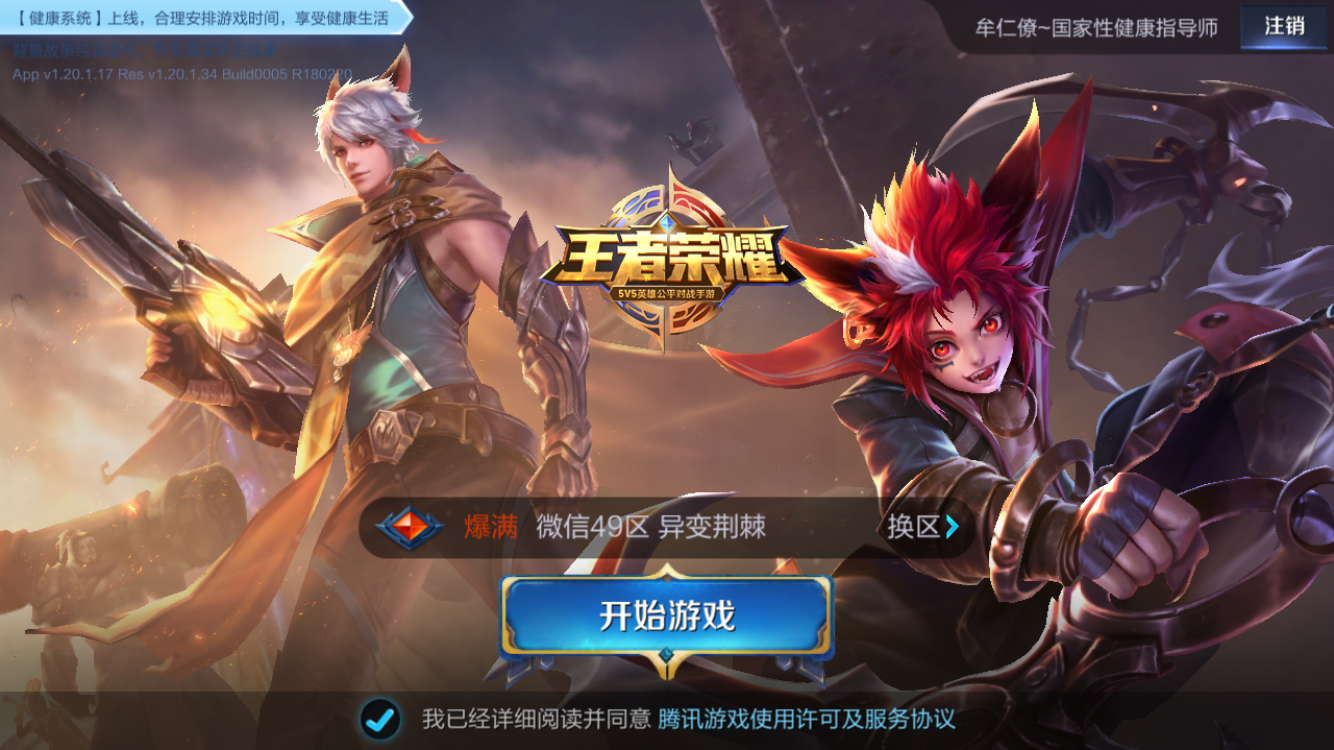 【健康系统】上线，合理安排游戏时间，享受健康生活
App v1.20.1.17 Res v1.20.1.34 Build0005 R180220
牟仁僚~国家性健康指导师
注销
王者荣耀
5V5英雄公平对战手游
爆满 微信49区 异变荆棘 换区
开始游戏
我已经详细阅读并同意 腾讯游戏使用许可及服务协议